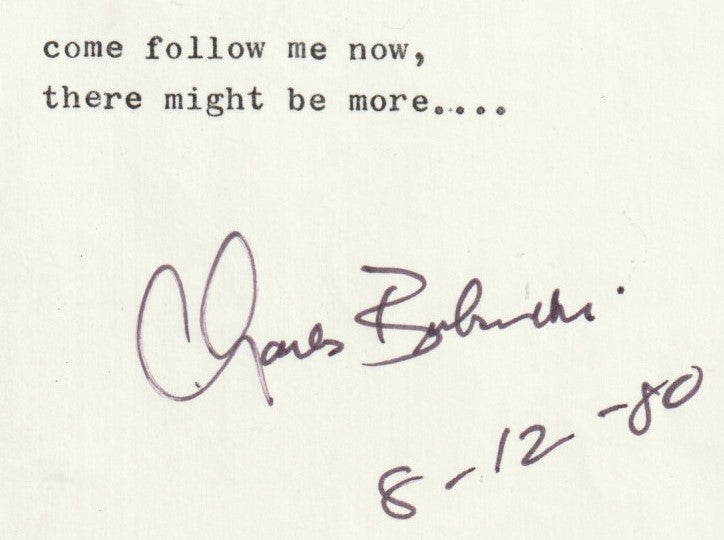 come follow me now,
there might be more....
Charles Bukowski
8-12-80